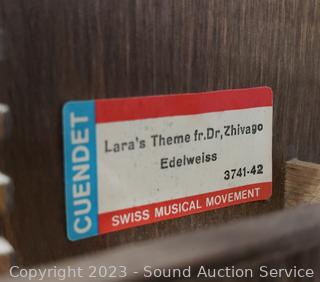 CUENDET
Lara's Theme fr.Dr,Zhivago
Edelweiss
3741-42
SWISS MUSICAL MOVEMENT
Copyright 2023 - Sound Auction Service